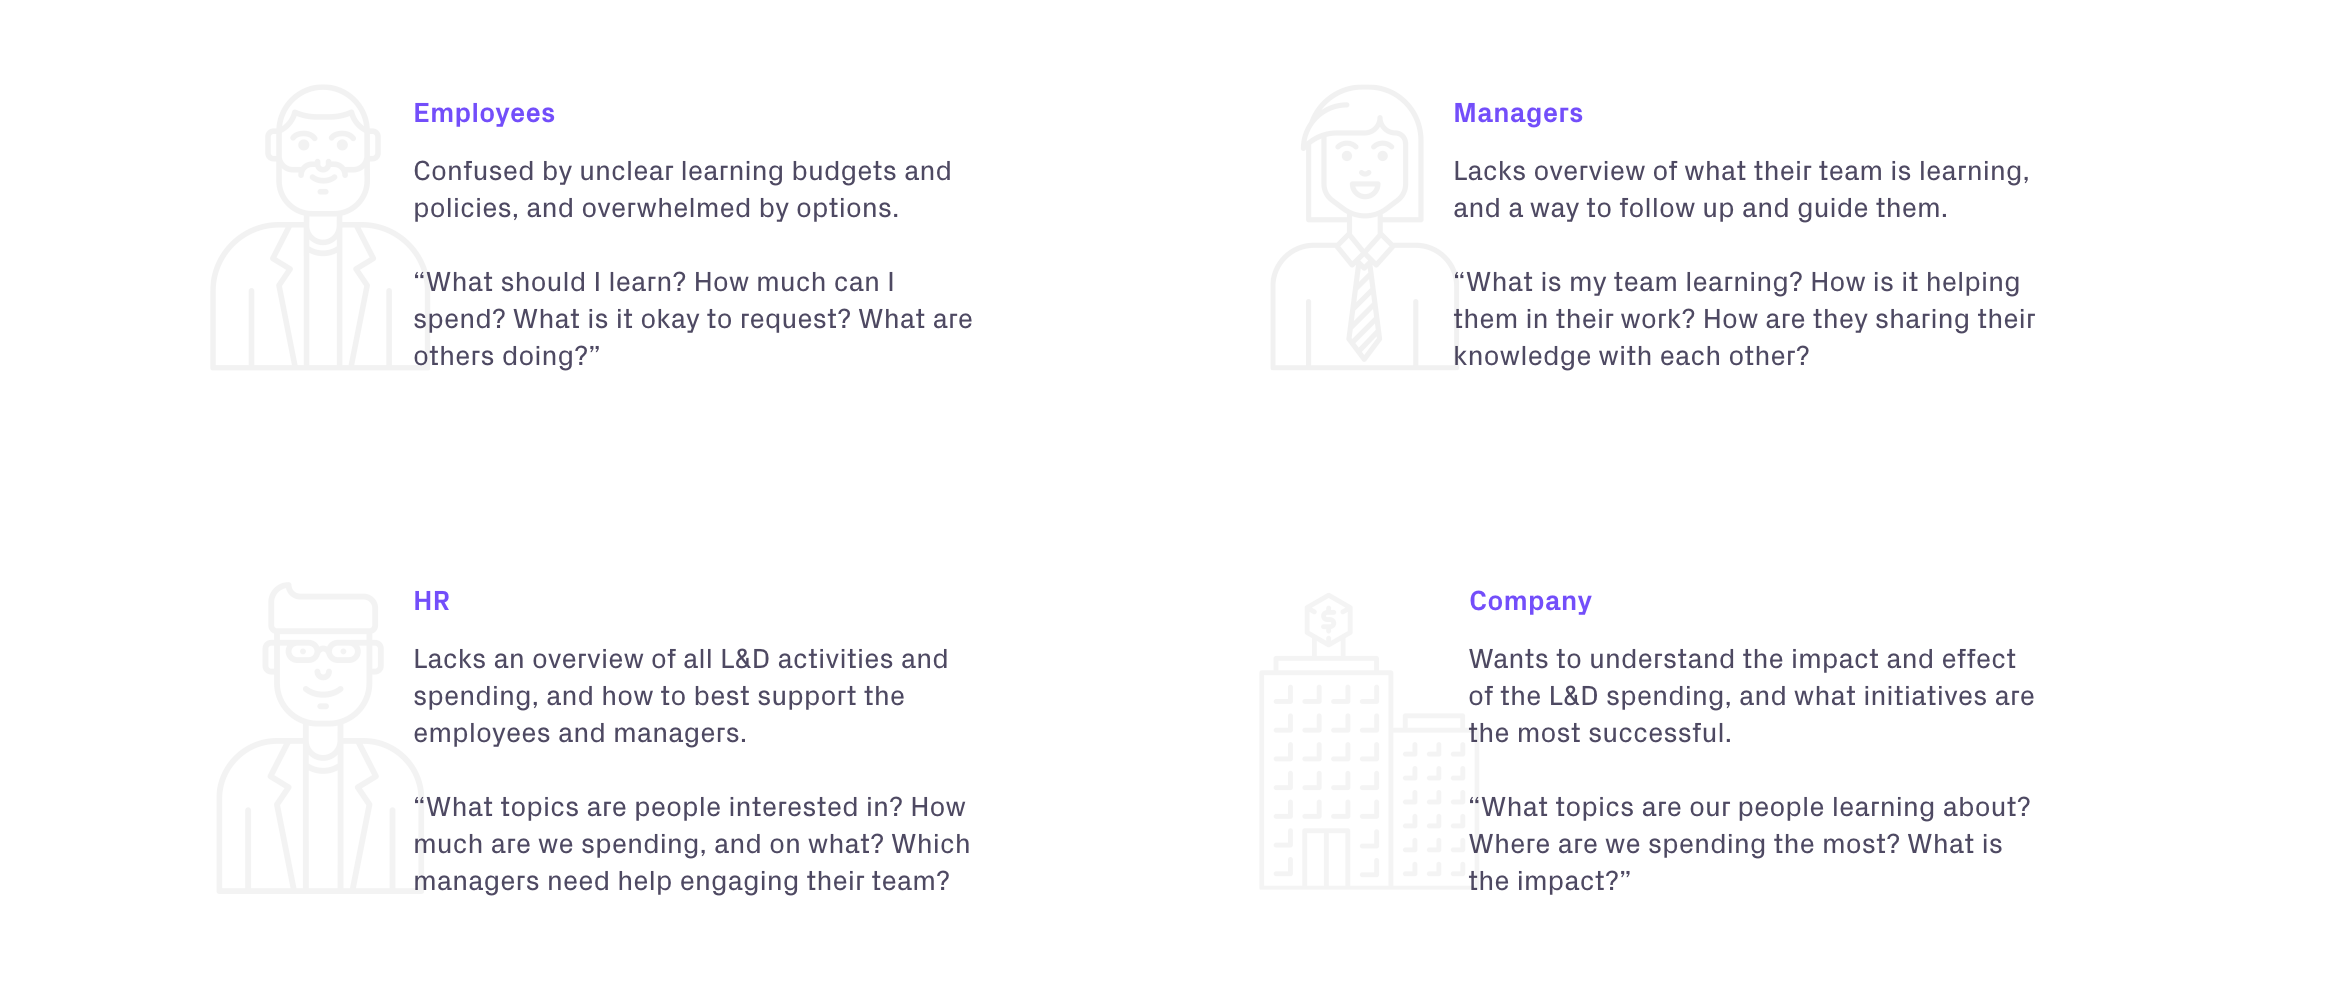 Employees
Confused by unclear learning budgets and
policies, and overwhelmed by options.
“What should I learn? How much can I
spend? What is it okay to request? What are
others doing?”
Managers
Lacks overview of what their team is learning,
and a way to follow up and guide them.
“What is my team learning? How is it helping
them in their work? How are they sharing their
knowledge with each other?
HR
Lacks an overview of all L&D activities and
spending, and how to best support the
employees and managers.
“What topics are people interested in? How
much are we spending, and on what? Which
managers need help engaging their team?
$
Company
Wants to understand the impact and effect
of the L&D spending, and what initiatives are
the most successful.
“What topics are our people learning about?
Where are we spending the most? What is
the impact?”